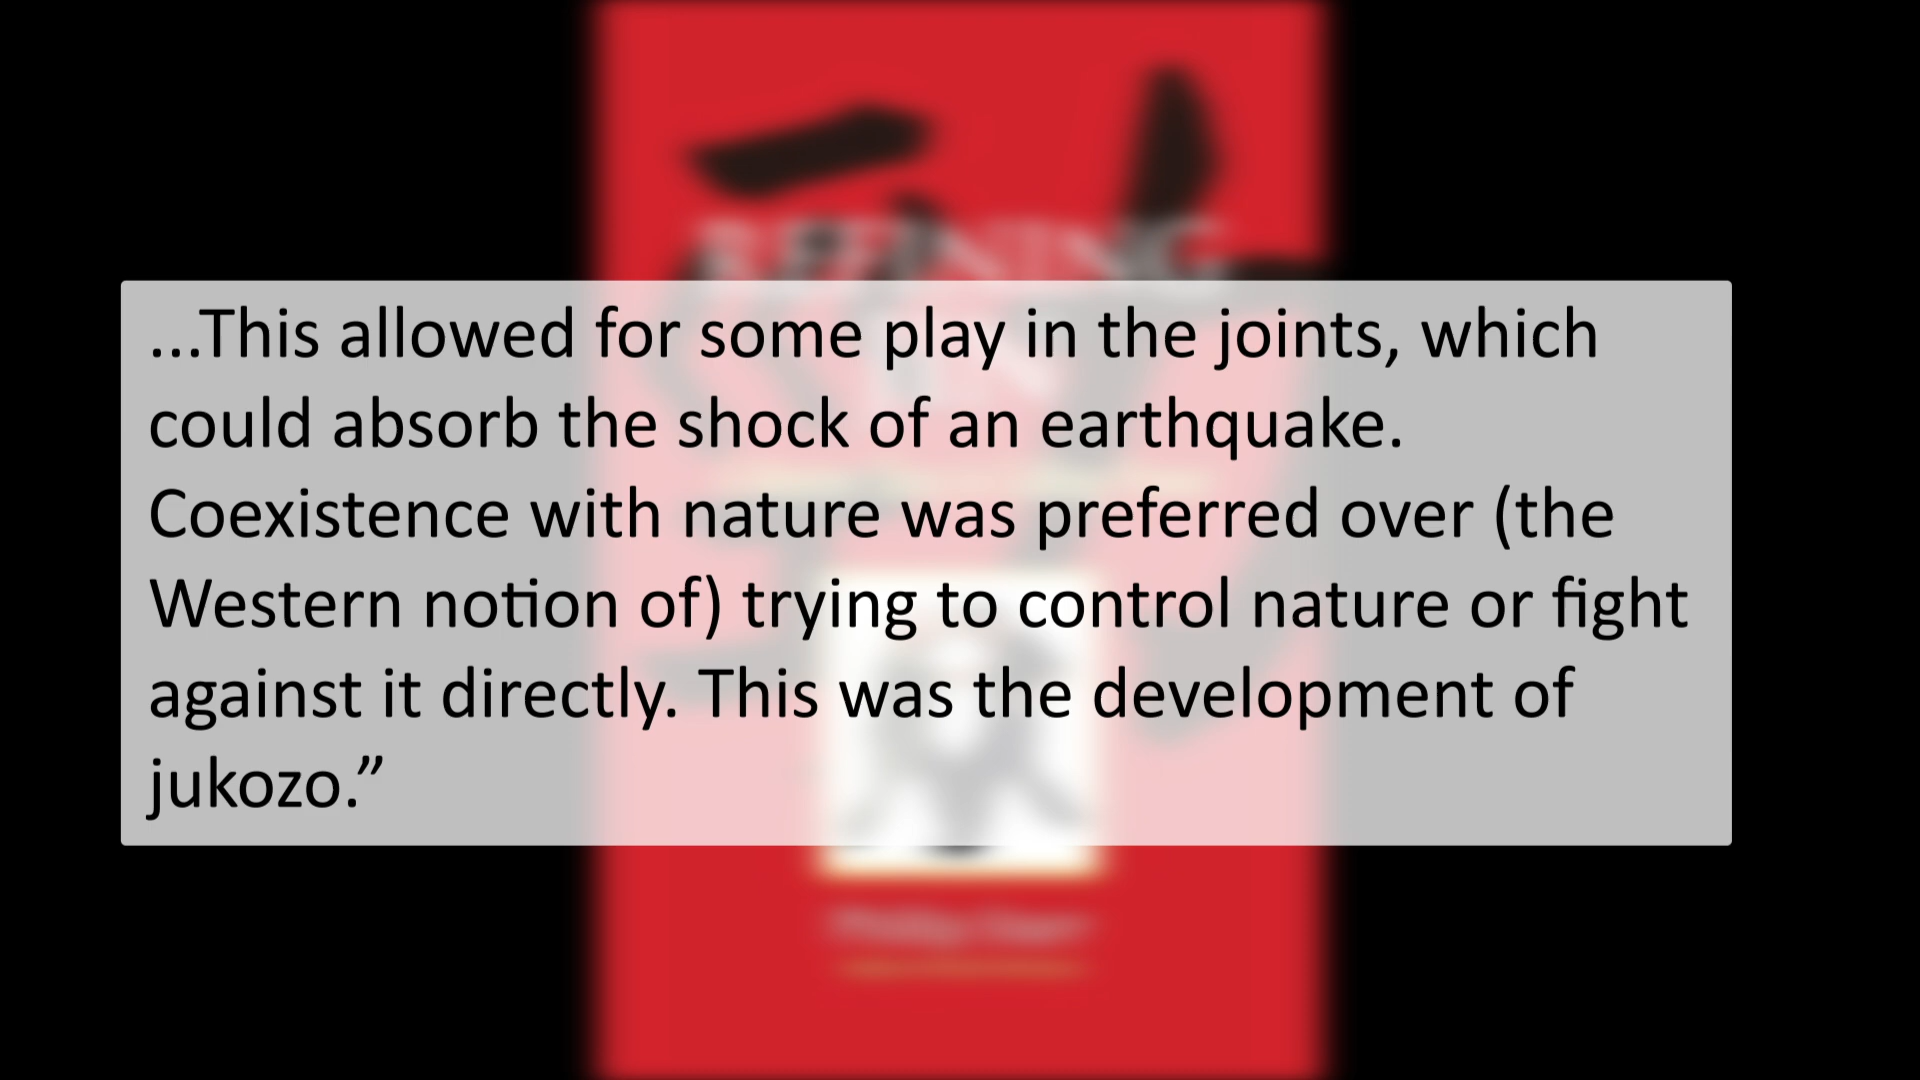 REFINING
...This allowed for some play in the joints, which
could absorb the shock of an earthquake.
Coexistence with nature was preferred over (the
Western notion of) trying to control nature or fight
against it directly. This was the development of
jukozo.”